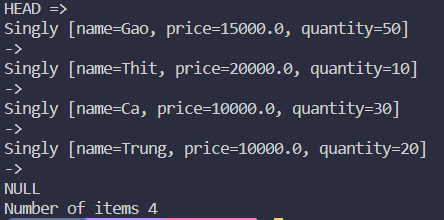 HEAD =>
Singly [name=Gao, price=15000.0, quantity=50]
->
Singly [name=Thit, price=20000.0, quantity=10]
->
Singly [name=Ca, price=10000.0, quantity=30]
->
Singly [name=Trung, price=10000.0, quantity=20]
->
NULL
Number of items 4